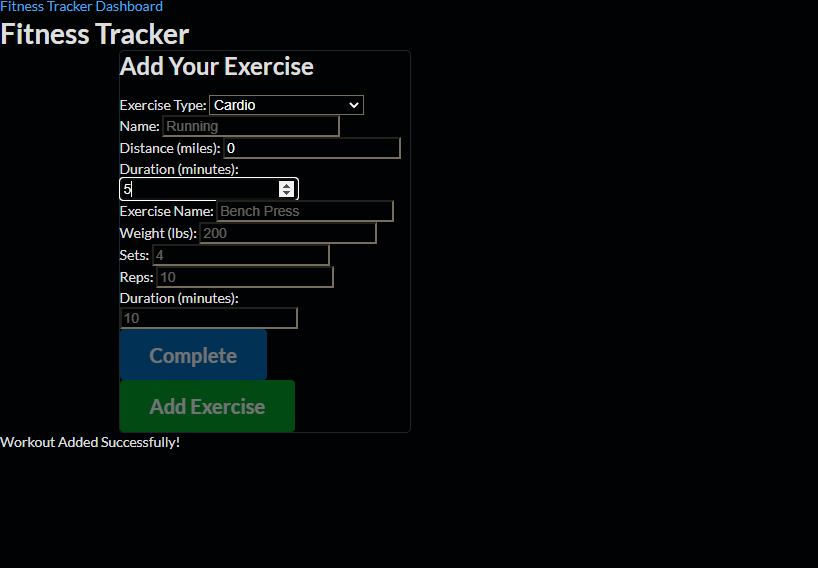 Fitness Tracker Dashboard
Fitness Tracker
Add Your Exercise
Exercise Type: Cardio
Name: Running
Distance (miles): 0
Duration (minutes):
5
Exercise Name: Bench Press
Weight (lbs): 200
Sets: 4
Reps: 10
Duration (minutes):
10
Complete
Add Exercise
Workout Added Successfully!